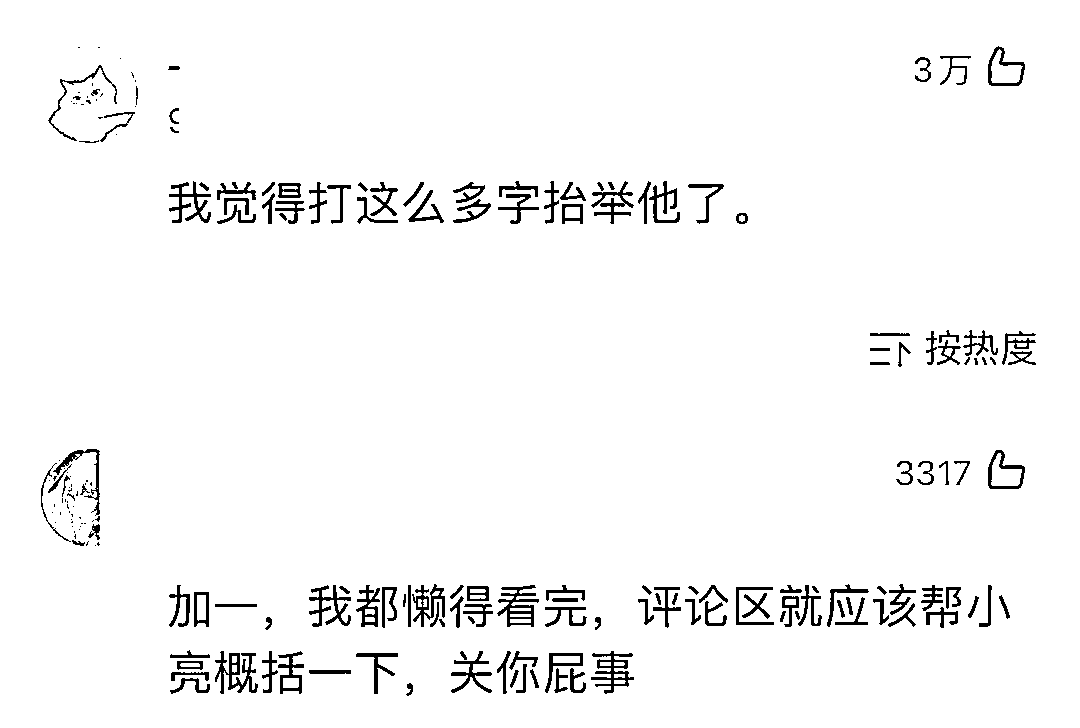 3万
我觉得打这么多字抬举他了。
按热度
3317
加一，我都懒得看完，评论区就应该帮小
亮概括一下，关你屁事